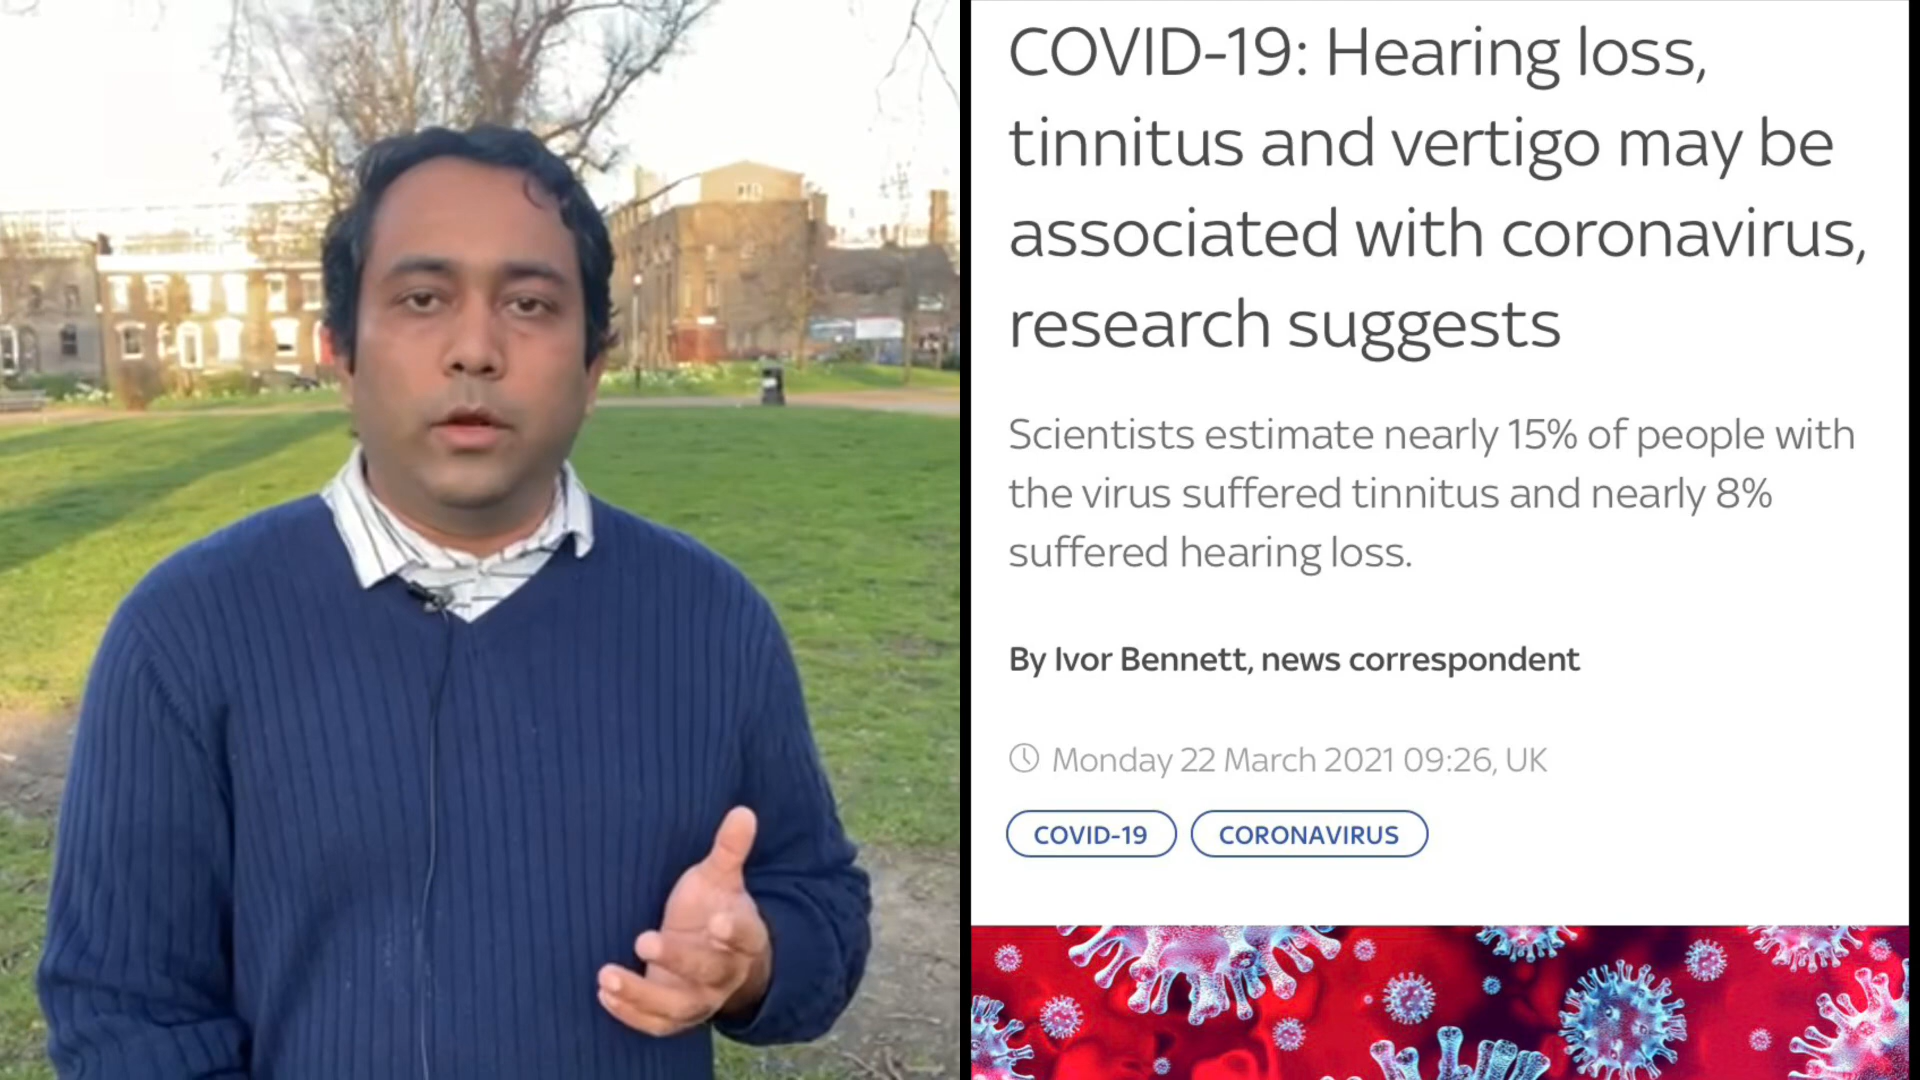 COVID-19: Hearing loss,
tinnitus and vertigo may be
associated with coronavirus,
research suggests
Scientists estimate nearly 15% of people with
the virus suffered tinnitus and nearly 8%
suffered hearing loss.
By Ivor Bennett, news correspondent
Monday 22 March 2021 09:26, UK
COVID-19
CORONAVIRUS